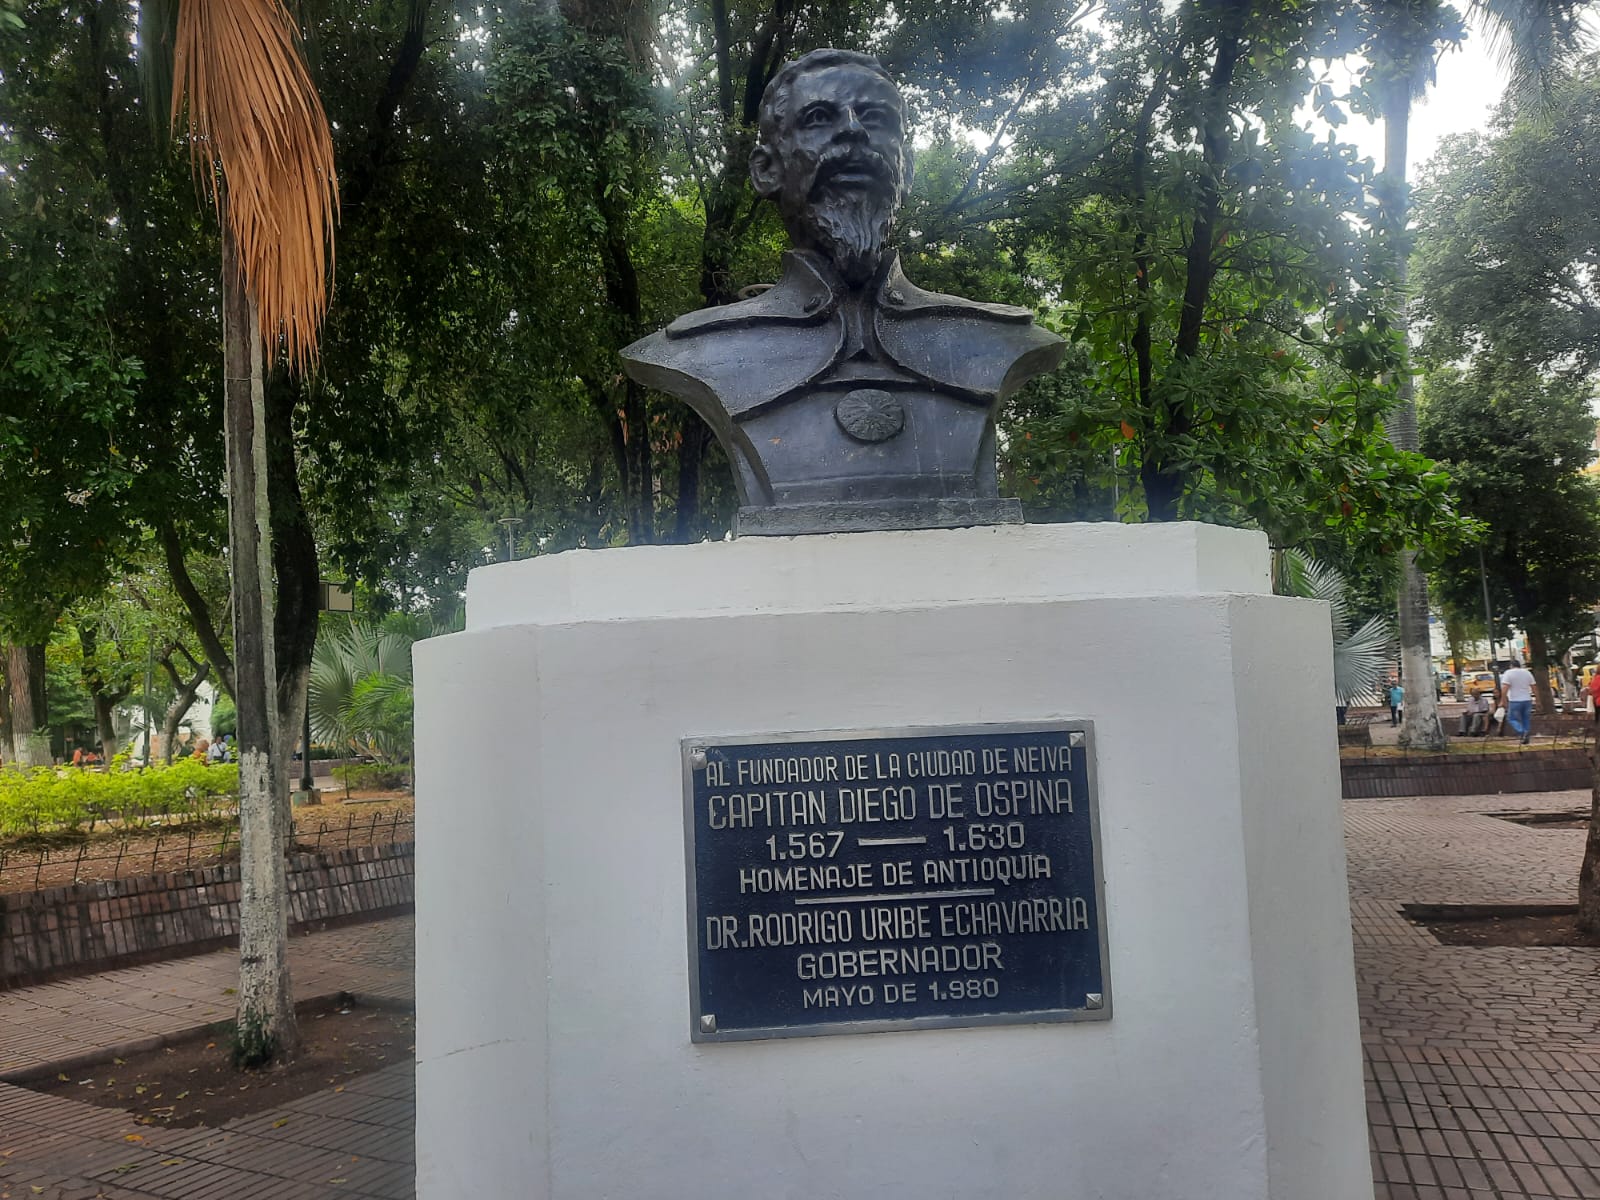 AL FUNDADOR DE LA CIUDAD DE NEIVA
CAPITAN DIEGO DE OSPINA
1.567 — 1.630
HOMENAJE DE ANTIOQUIA
DR. RODRIGO URIBE ECHAVARRIA
GOBERNADOR
MAYO DE 1.980